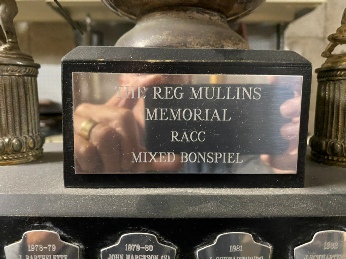 THE REG MULLINS
MEMORIAL
RACC
MIXED BONSPIEL
1978-79
1979-80
1981